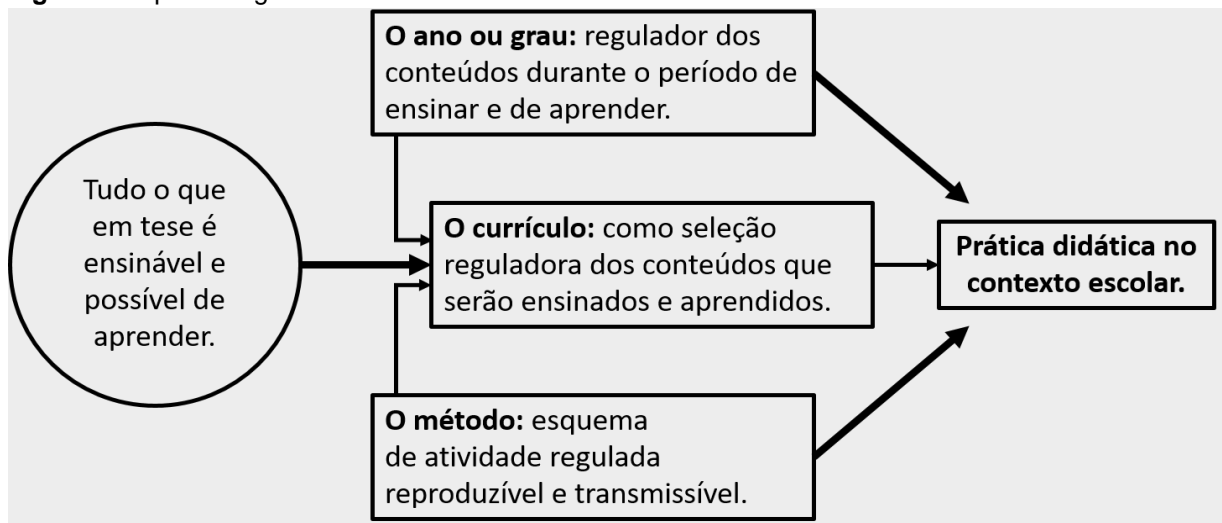 O ano ou grau: regulador dos
conteúdos durante o período de
ensinar e de aprender.
Tudo o que
em tese é
ensinável e
possível de
aprender.
O currículo: como seleção
reguladora dos conteúdos que
serão ensinados e aprendidos.
Prática didática no
contexto escolar.
O método: esquema
de atividade regulada
reproduzível e transmissível.